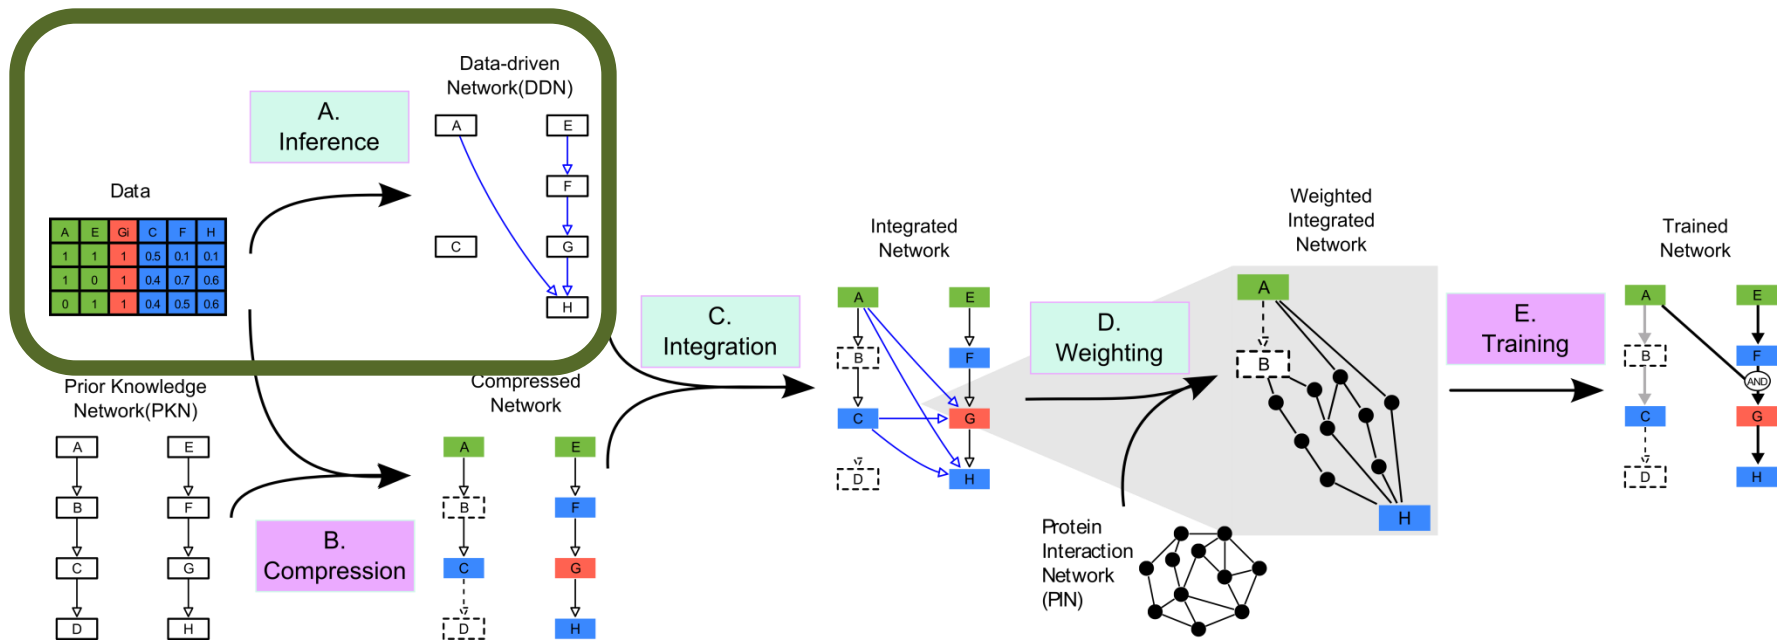 Data-driven
Network(DDN)
A.
Inference
A
E
F
C
G
H
Data
A E Gi C F H
1 1 1 0.5 0.1 0.1
1 0 1 0.4 0.7 0.6
0 1 1 0.4 0.5 0.6
Prior Knowledge
Network(PKN)
A
E
B
F
C
G
D
H
B.
Compression
Compressed
Network
A
E
B
F
C
G
D
H
C.
Integration
Integrated
Network
A
E
B
F
C
G
D
H
D.
Weighting
Protein
Interaction
Network
(PIN)
Weighted
Integrated
Network
A
B
H
E.
Training
Trained
Network
A
E
B
F
AND
C
G
D
H